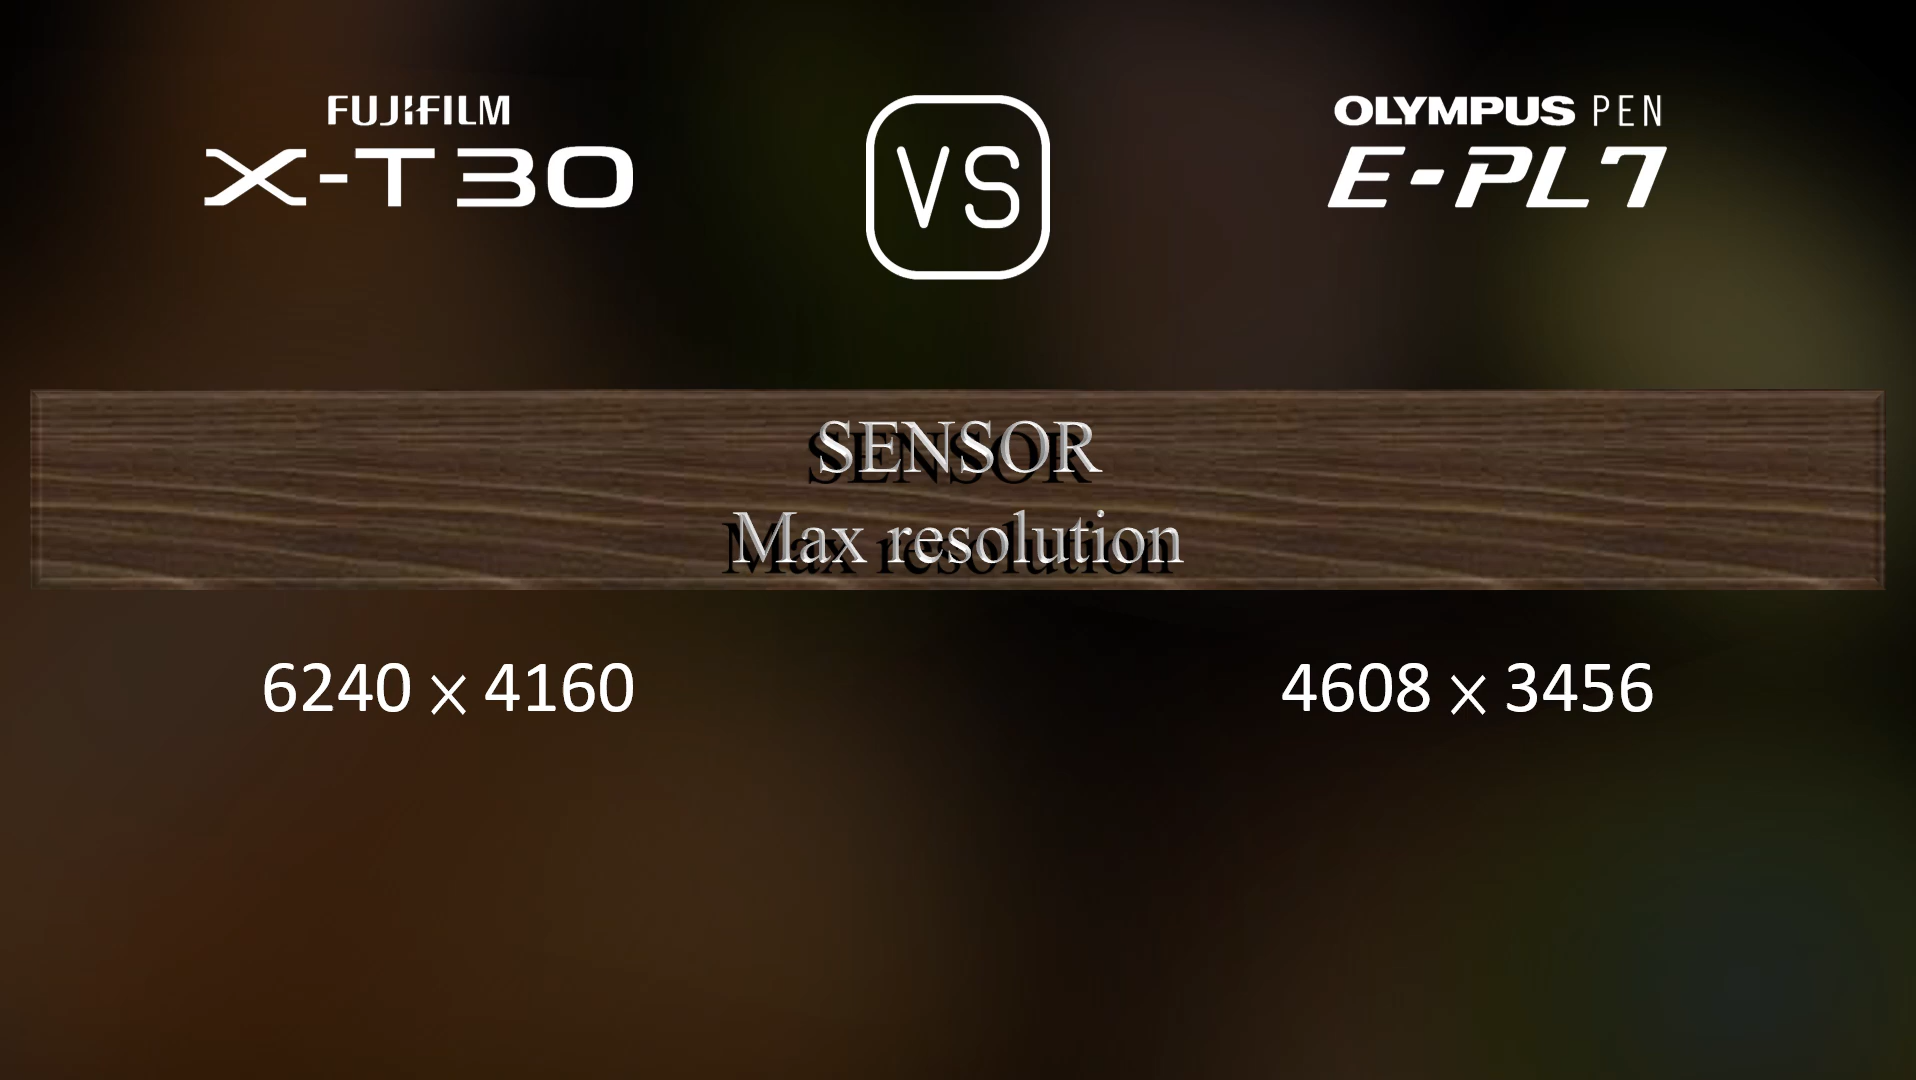 FUJIFILM
X-T30
VS
OLYMPUS PEN
E-PL7
SENSOR
Max resolution
6240 x 4160
4608 x 3456